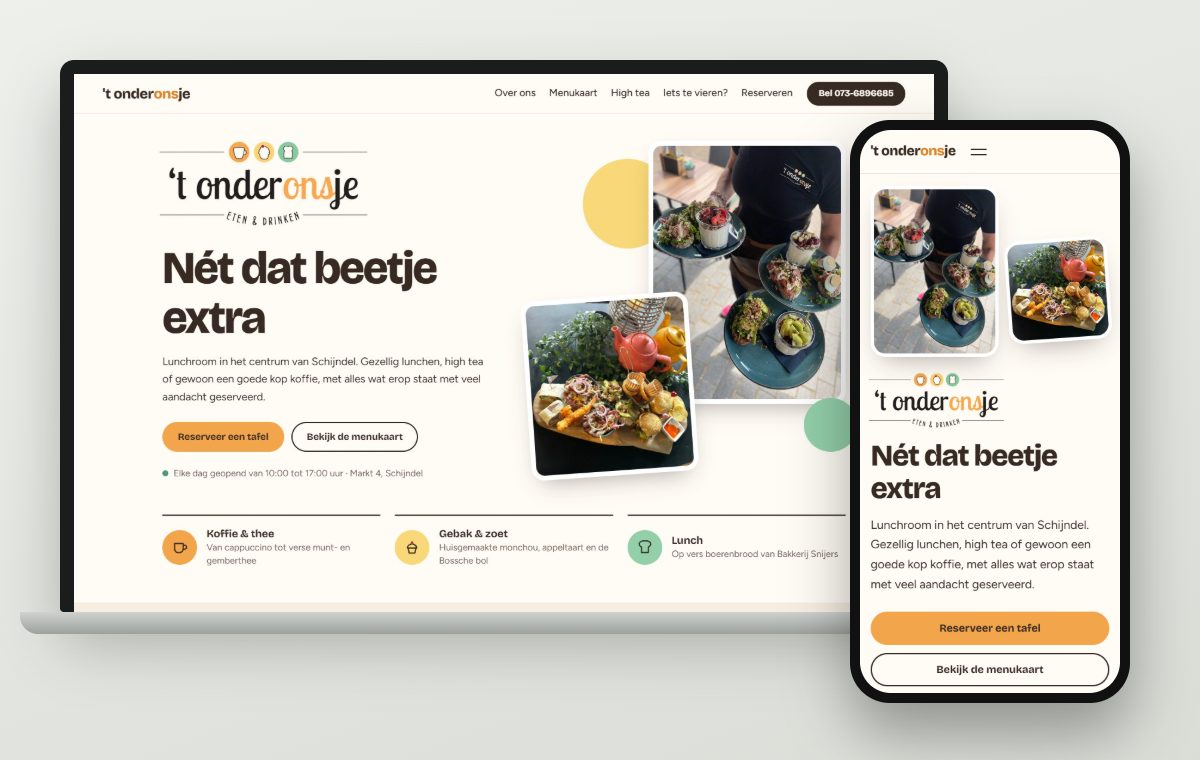 't onderonsje
Over ons Menukaart High tea Iets te vieren? Reserveren Bel 073-6896685
't onderonsje
ETEN & DRINKEN
Nét dat beetje
extra
Lunchroom in het centrum van Schijndel. Gezellig lunchen, high tea
of gewoon een goede kop koffie, met alles wat erop staat met veel
aandacht geserveerd.
Reserveer een tafel Bekijk de menukaart
Elke dag geopend van 10:00 tot 17:00 uur · Markt 4, Schijndel
Koffie & thee
Van cappuccino tot verse munt- en
gemberthee
Gebak & zoet
Huisgemaakte monchou, appeltaart en de
Bossche bol
Lunch
Op vers boerenbrood van Bakkerij Snijers
't onderonsje
't onderonsje
ETEN & DRINKEN
Nét dat beetje
extra
Lunchroom in het centrum van Schijndel.
Gezellig lunchen, high tea of gewoon een
goede kop koffie, met alles wat erop staat
met veel aandacht geserveerd.
Reserveer een tafel
Bekijk de menukaart